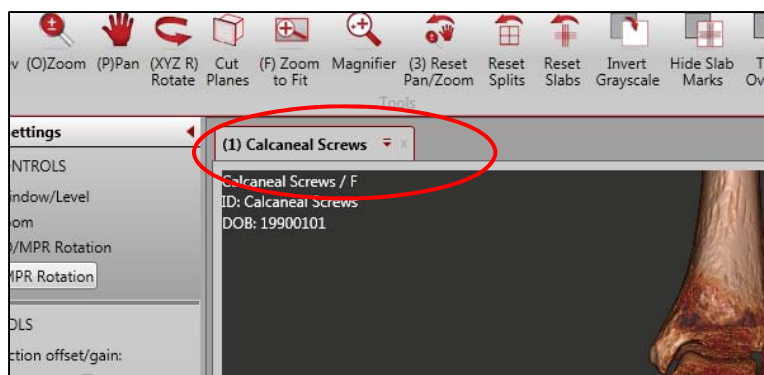 v (O)Zoom (P)Pan (XYZ R) Cut (F) Zoom Magnifier (3) Reset Reset Reset Invert Hide Slab T
Rotate Planes to Fit Pan/Zoom Splits Slabs Grayscale Marks Ov
Tools
ettings
(1) Calcaneal Screws x
NTROLS
Calcaneal Screws / F
indow/Level
ID: Calcaneal Screws
om
DOB: 19900101
D/MPR Rotation
MPR Rotation
OLS
ction offset/gain: